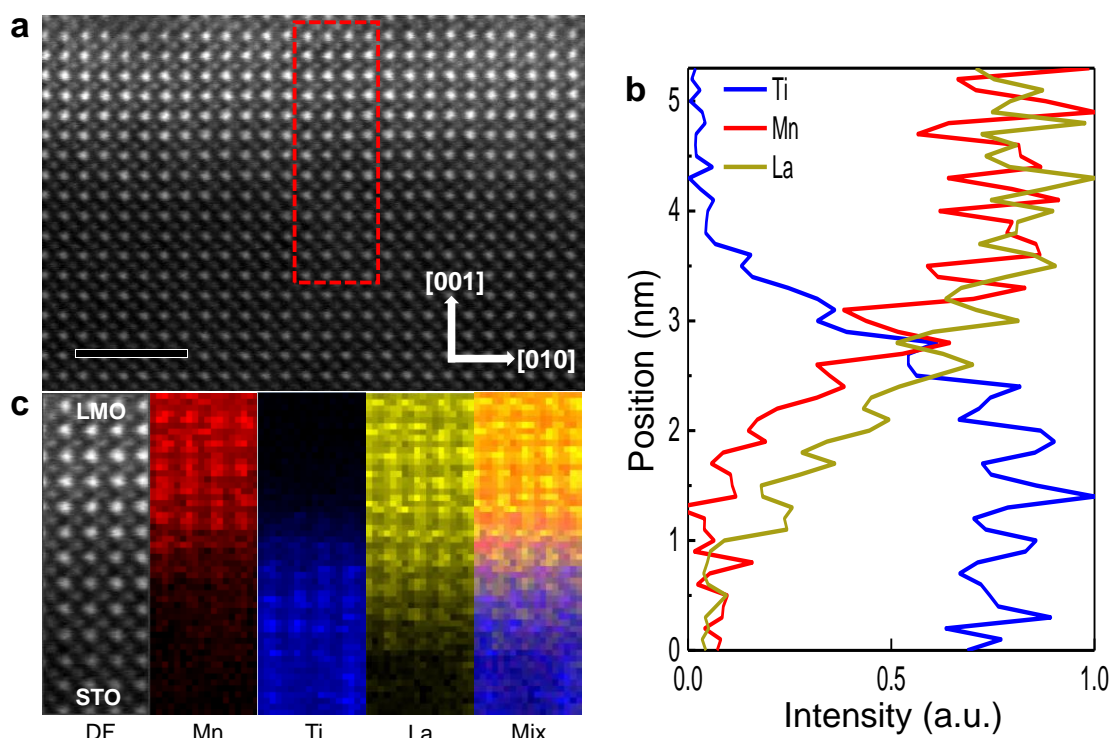 a
[001]
[010]
b
Ti
Mn
La
5
4
3
2
1
0
Position (nm)
0.0 0.5 1.0
Intensity (a.u.)
c
LMO
STO
DF Mn Ti La Mix